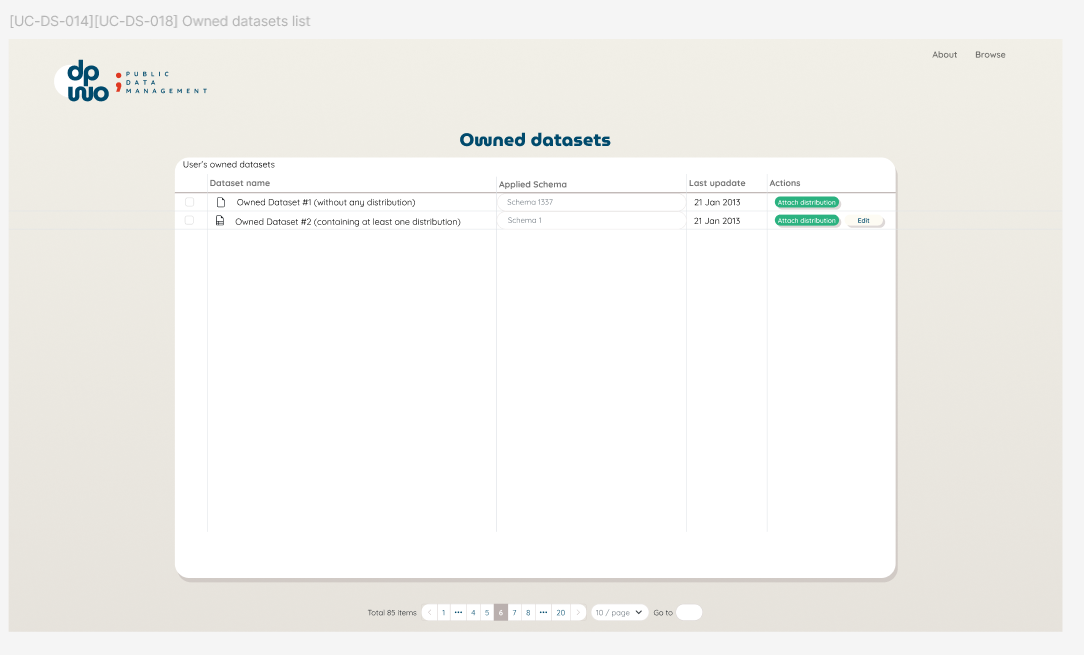 [UC-DS-014][UC-DS-018] Owned datasets list
About Browse
dpwo
PUBLIC
DATA
MANAGEMENT
Owned datasets
User's owned datasets
Dataset name Applied Schema Last upadate Actions
Owned Dataset #1 (without any distribution) Schema 1337 21 Jan 2013 Attach distribution
Owned Dataset #2 (containing at least one distribution) Schema 1 21 Jan 2013 Attach distribution Edit
Total 85 items < 1 ••• 4 5 6 7 8 ••• 20 > 10 / page Go to